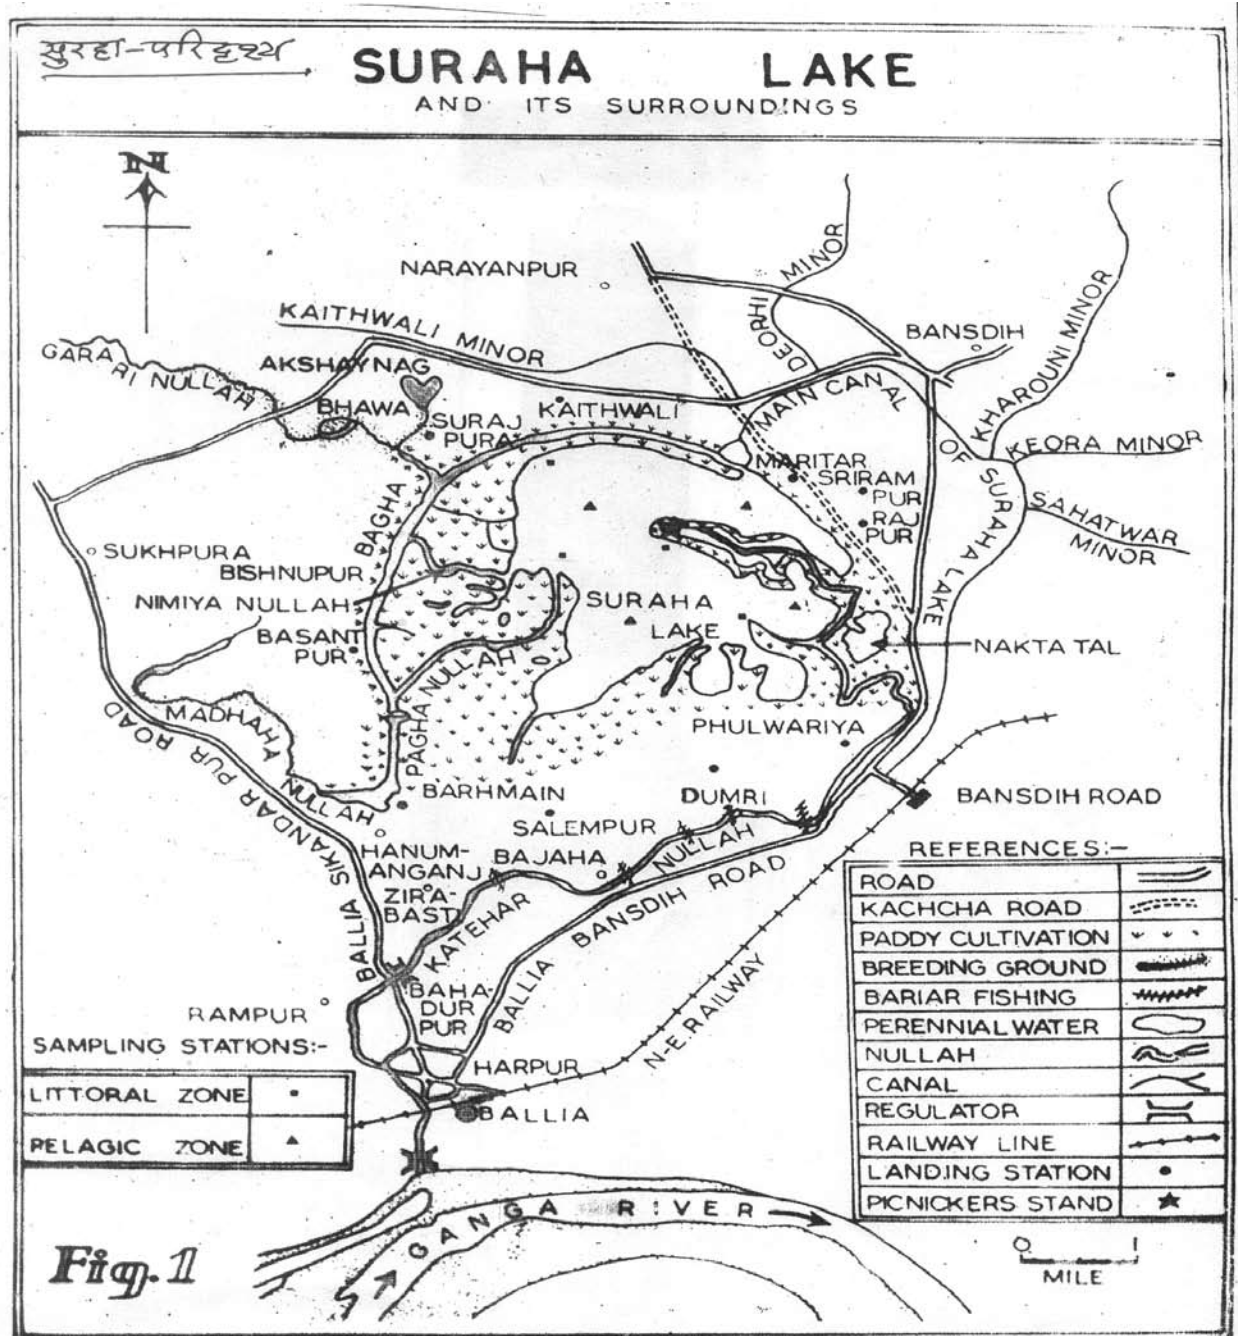 सुरहा-परिदृश्य
SURAHA LAKE
AND ITS SURROUNDINGS
N
NARAYANPUR
DEORHI MINOR
KAITHWALI MINOR
BANSDIH
KHAROUNI MINOR
GARARI NULLAH
AKSHAYNAG
BHAWA
SURAJ
PURA
KAITHWALI
MAIN CANAL OF SURAHA LAKE
KEORA MINOR
MARITAR
SRIRAM
PUR
RAJ
PUR
SAHATWAR
MINOR
BAGHA
SUKHPURA
BISHNUPUR
NIMIYA NULLAH
BASANT
PUR
SURAHA
LAKE
NAKTA TAL
PAGHA NULLAH
MADHA
NULLAH
PHULWARIYA
BALLIA SIKANDAR PUR ROAD
BARHMAIN
DUMRI
BANSDIH ROAD
SALEMPUR
HANUM-
ANGANJ
BAJAHA
ZIRA-
BASTI
KATEHAR
NULLAH
BALLIA BANSDIH ROAD
BAHA-
DUR
PUR
RAMPUR
HARPUR
N-E.RAILWAY
BALLIA
SAMPLING STATIONS:-
LITTORAL ZONE
PELAGIC ZONE
REFERENCES:-
ROAD
KACHCHA ROAD
PADDY CULTIVATION
BREEDING GROUND
BARIAR FISHING
PERENNIAL WATER
NULLAH
CANAL
REGULATOR
RAILWAY LINE
LANDING STATION
PICNICKERS STAND
GANGA RIVER
Fig.1
0 1
MILE